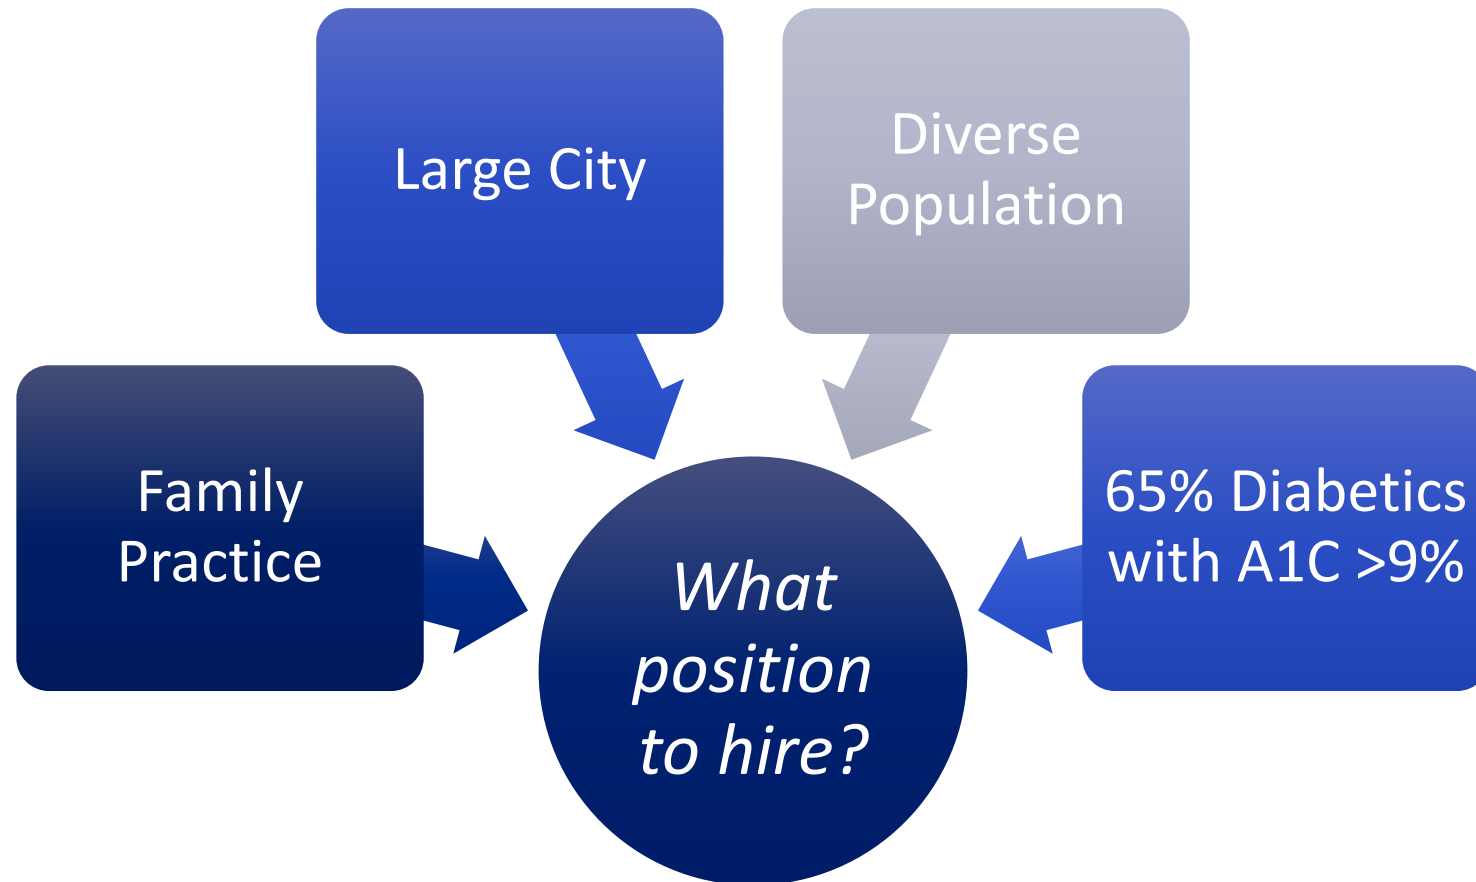 Large City
Diverse
Population
Family
Practice
65% Diabetics
with A1C >9%
What
position
to hire?